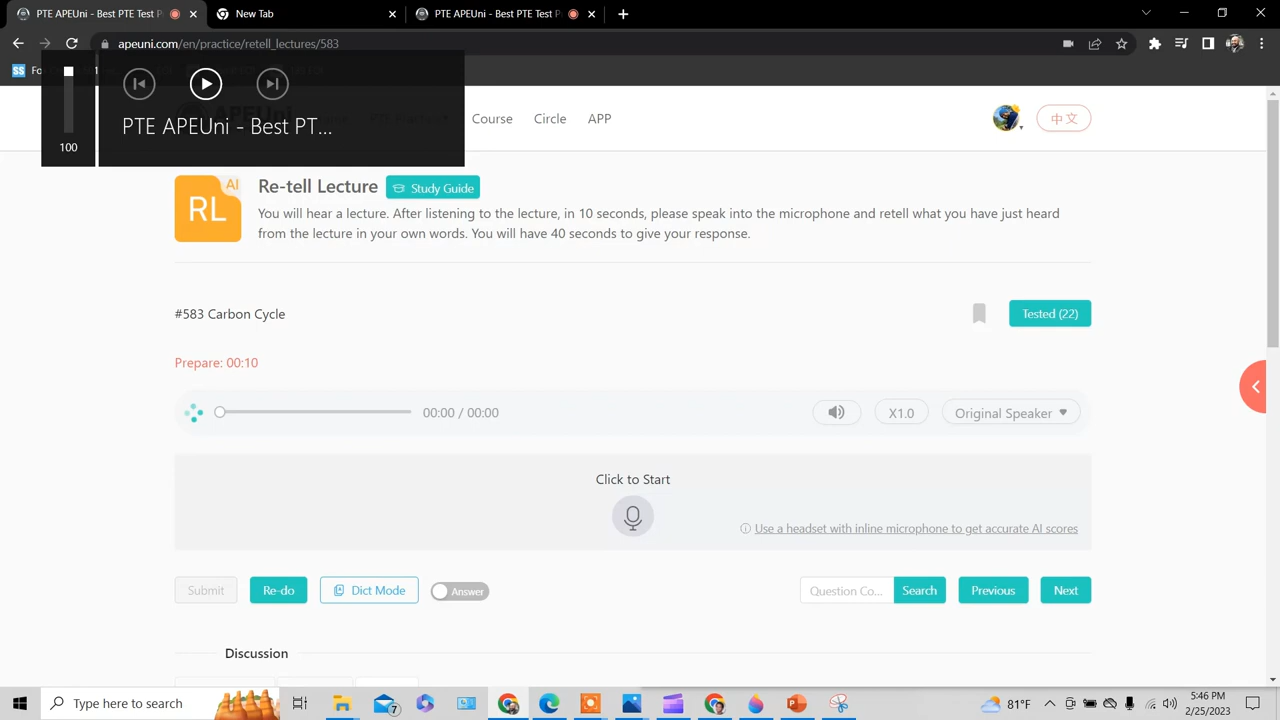 PTE APEUni - Best PTE Test P
New Tab
PTE APEUni - Best PTE Test P
apeuni.com/en/practice/retell_lectures/583
SS Fo
100
PTE APEUni - Best PT...
Course
Circle
APP
中文
RL AI
Re-tell Lecture
Study Guide
You will hear a lecture. After listening to the lecture, in 10 seconds, please speak into the microphone and retell what you have just heard
from the lecture in your own words. You will have 40 seconds to give your response.
#583 Carbon Cycle
Tested (22)
Prepare: 00:10
00:00 / 00:00
X1.0
Original Speaker
Click to Start
Use a headset with inline microphone to get accurate AI scores
Submit
Re-do
Dict Mode
Answer
Question Co...
Search
Previous
Next
Discussion
Type here to search
7
81°F
5:46 PM
2/25/2023